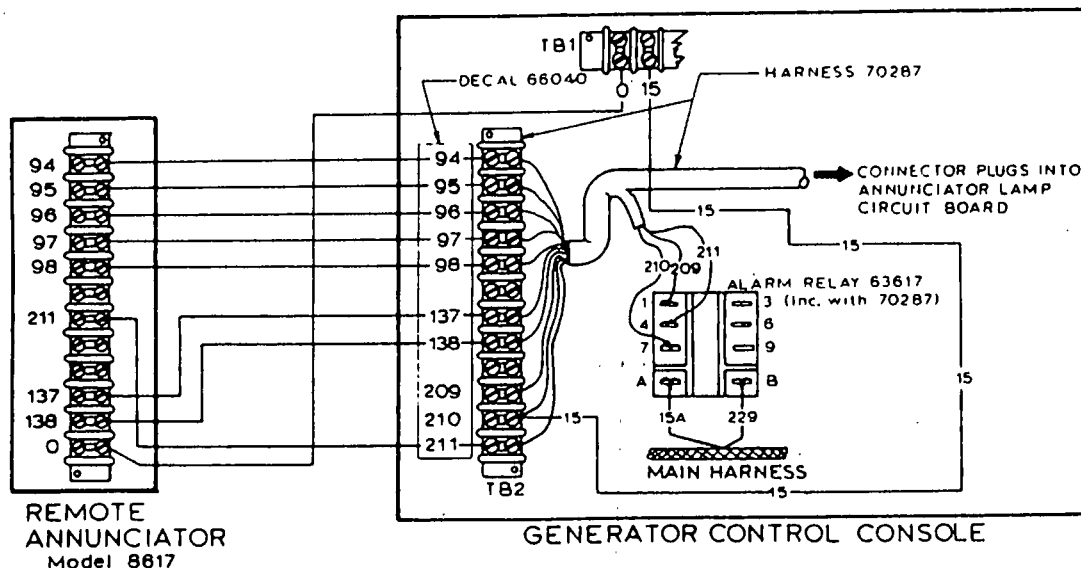 TB1
0
15
DECAL 66040
HARNESS 70287
94
95
96
97
98
211
137
138
0
94
95
96
97
98
137
138
209
210
211
TB2
CONNECTOR PLUGS INTO
ANNUNCIATOR LAMP
CIRCUIT BOARD
15
15
210
209
211
ALARM RELAY 63617
(Inc. with 70287)
1
3
4
6
7
9
A
B
15A
229
MAIN HARNESS
15
15
15
REMOTE
ANNUNCIATOR
Model 8617
GENERATOR CONTROL CONSOLE